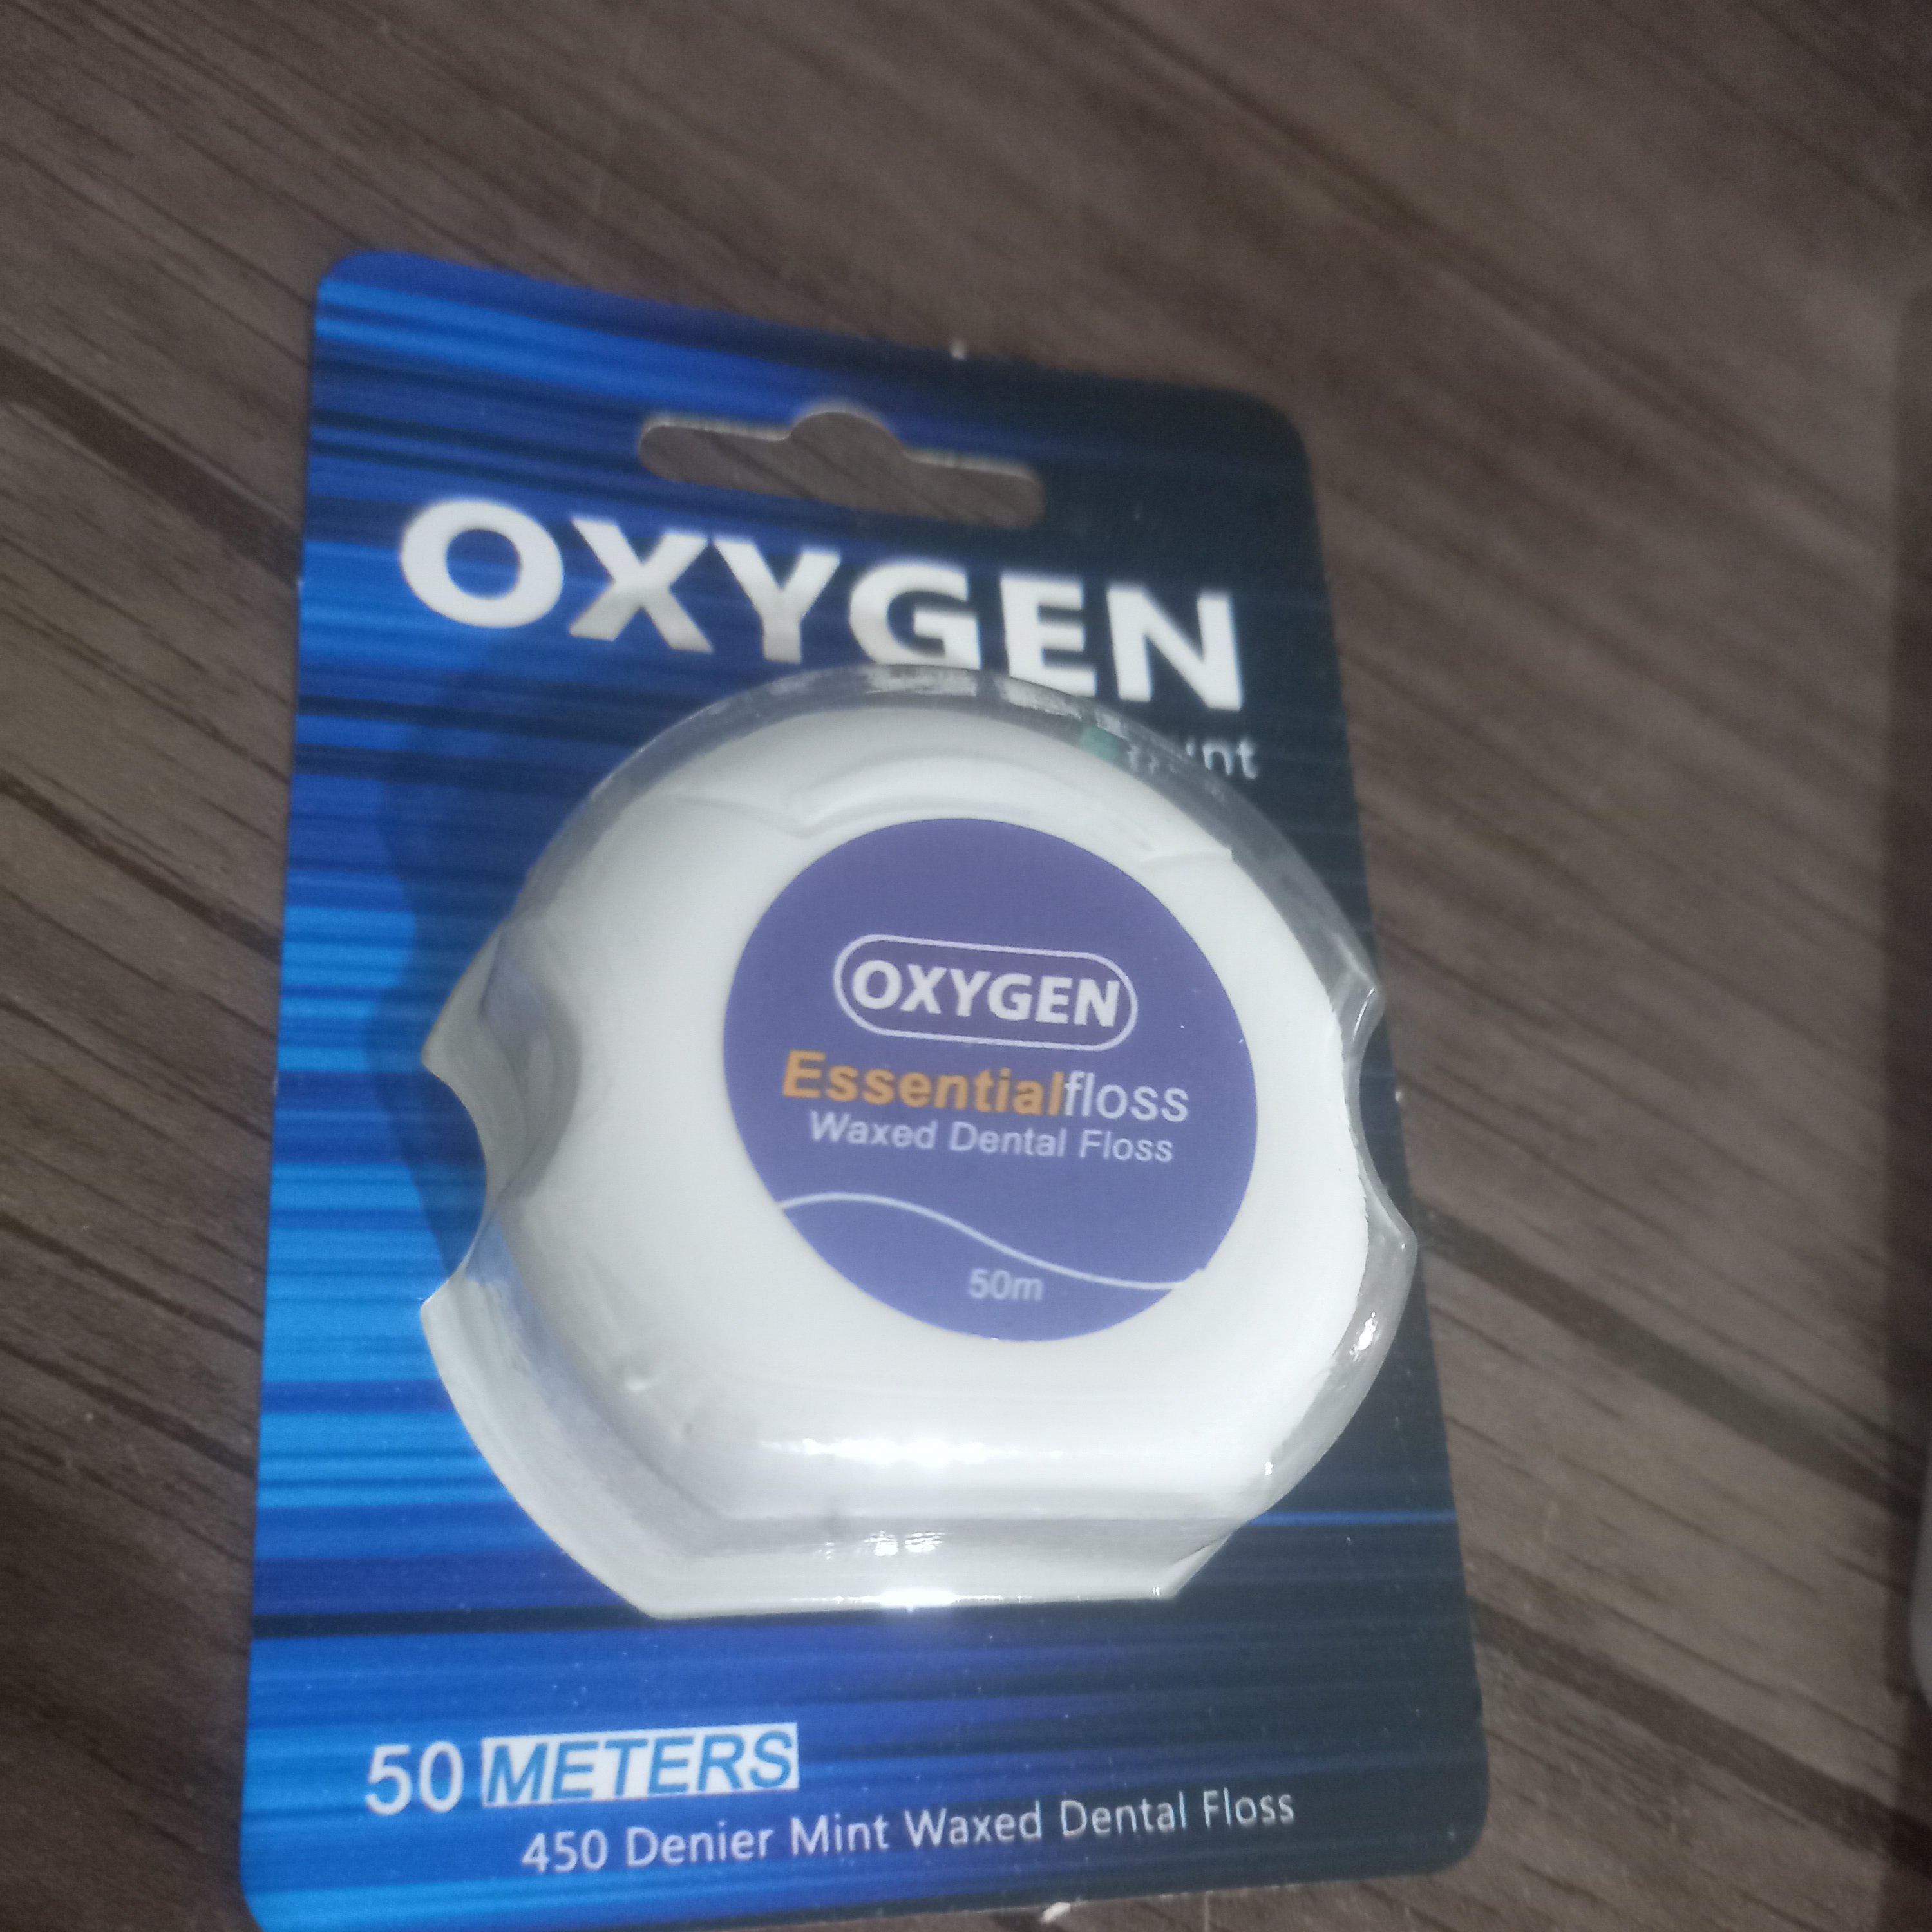 OXYGEN
OXYGEN
Essentialfloss
Waxed Dental Floss
50m
50 METERS
450 Denier Mint Waxed Dental Floss